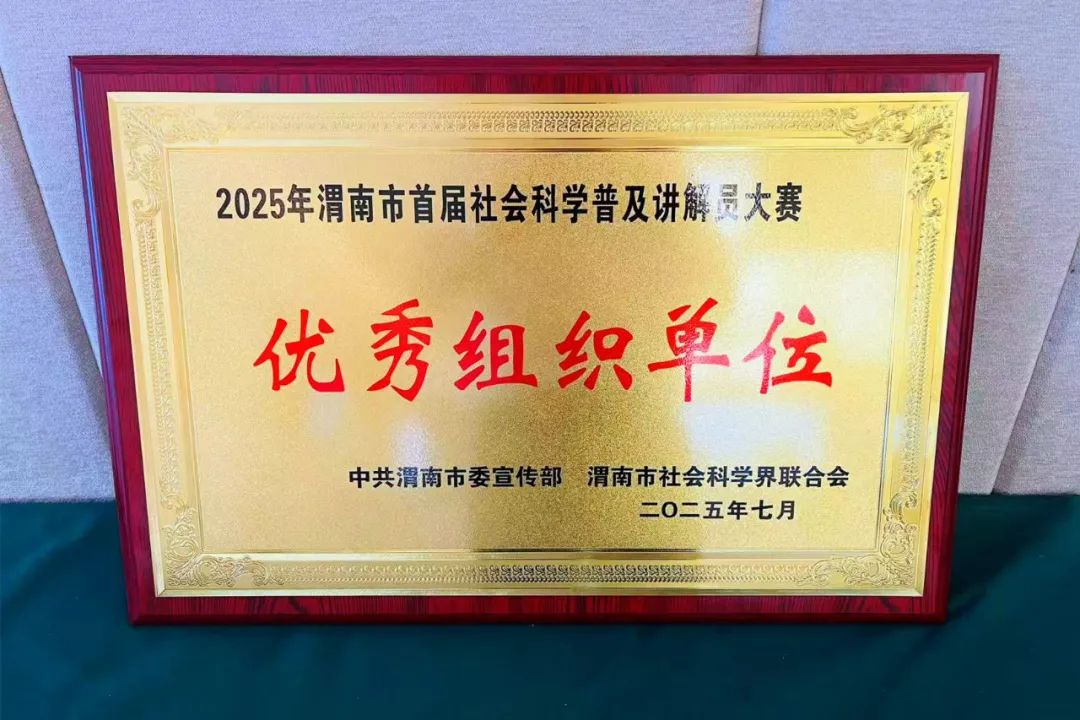 2025年渭南市首届社会科学普及讲解员大赛
优秀组织单位
中共渭南市委宣传部 渭南市社会科学界联合会
二〇二五年七月